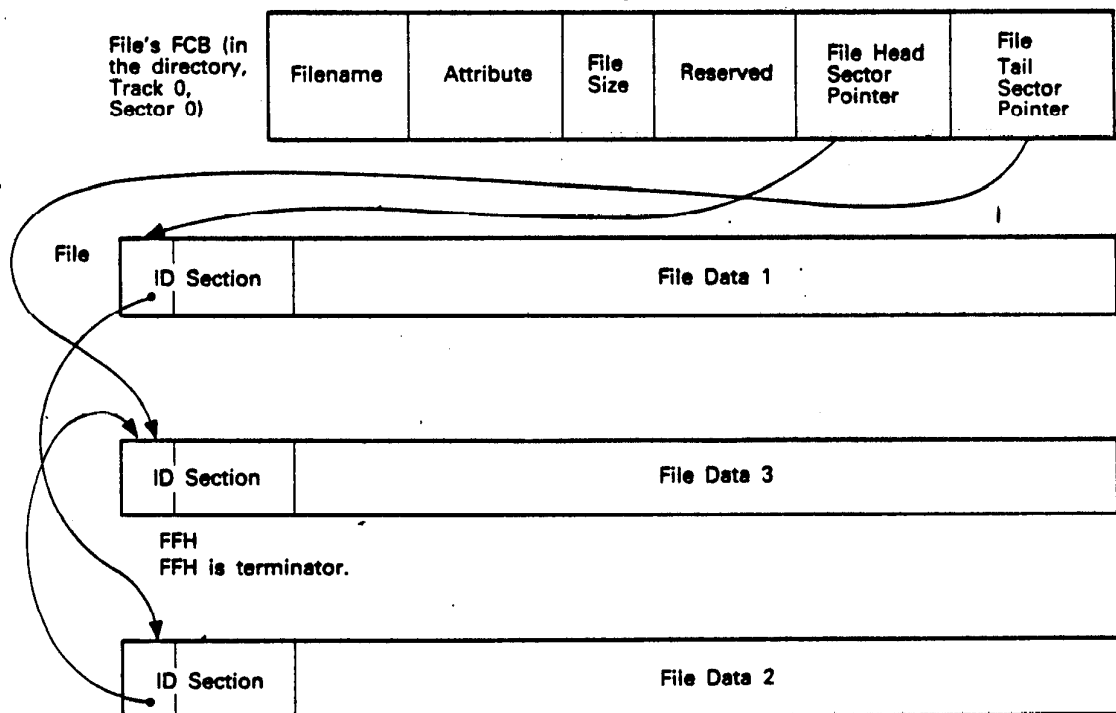 File's FCB (in
the directory,
Track 0,
Sector 0)
Filename
Attribute
File
Size
Reserved
File Head
Sector
Pointer
File
Tail
Sector
Pointer
File
ID Section
File Data 1
ID Section
File Data 3
FFH
FFH is terminator.
ID Section
File Data 2